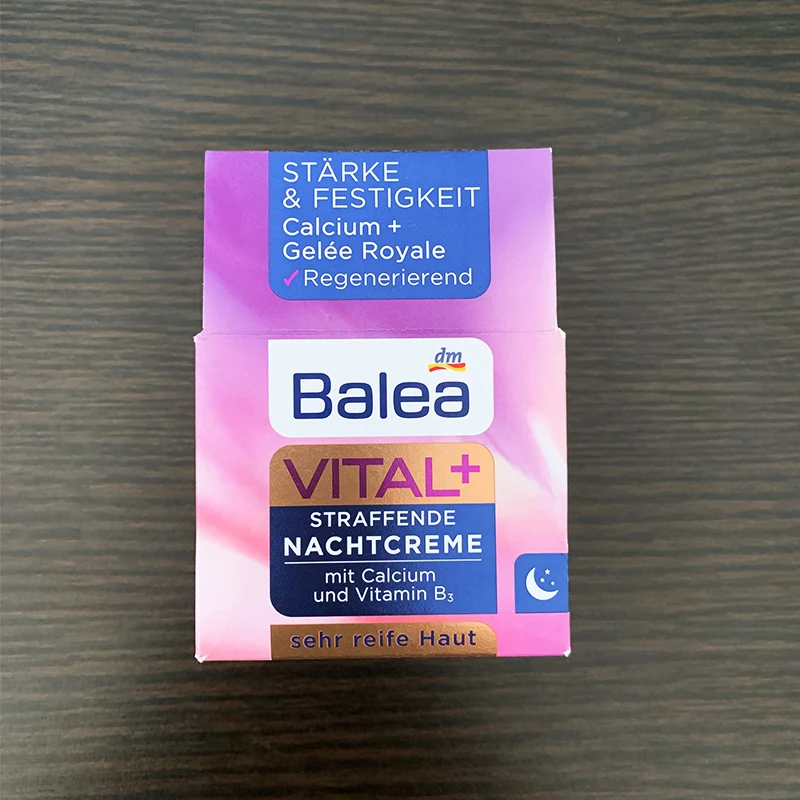 STÄRKE
& FESTIGKEIT
Calcium +
Gelée Royale
✓Regenerierend
dm
Balea
VITAL+
STRAFFENDE
NACHTCREME
mit Calcium
und Vitamin B₃
sehr reife Haut